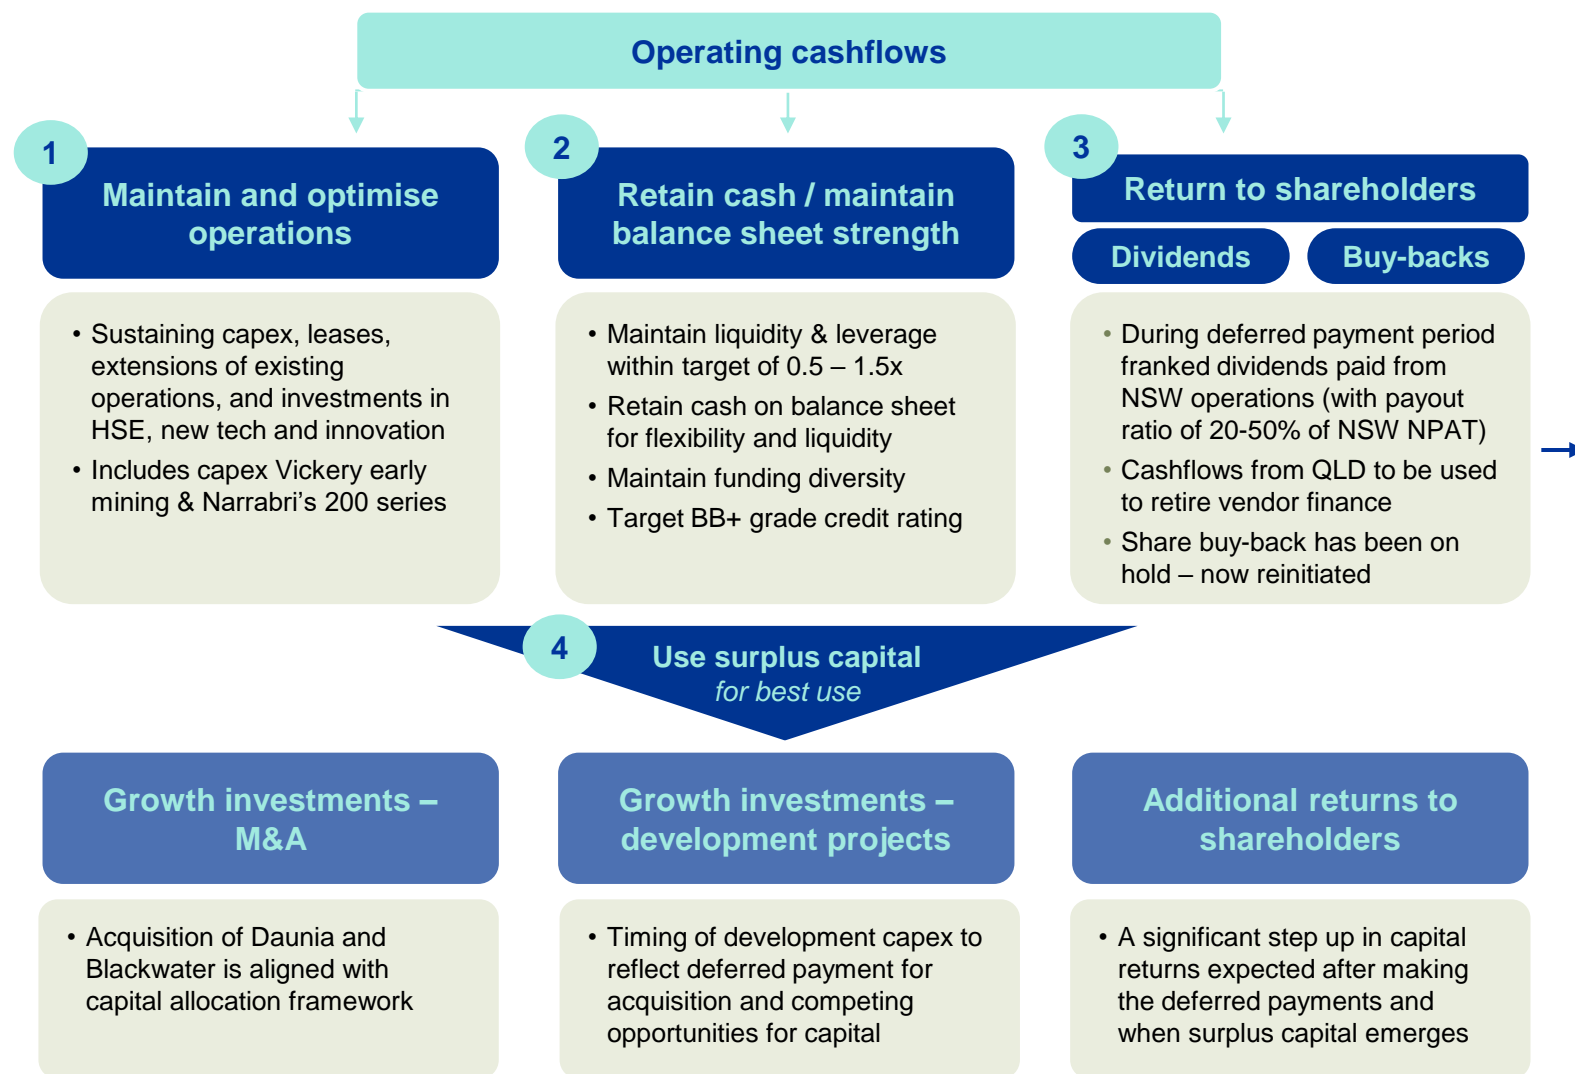 Operating cashflows
1
Maintain and optimise
operations
• Sustaining capex, leases,
extensions of existing
operations, and investments in
HSE, new tech and innovation
• Includes capex Vickery early
mining & Narrabri's 200 series
2
Retain cash / maintain
balance sheet strength
• Maintain liquidity & leverage
within target of 0.5 – 1.5x
• Retain cash on balance sheet
for flexibility and liquidity
• Maintain funding diversity
• Target BB+ grade credit rating
3
Return to shareholders
Dividends
Buy-backs
• During deferred payment period
franked dividends paid from
NSW operations (with payout
ratio of 20-50% of NSW NPAT)
• Cashflows from QLD to be used
to retire vendor finance
• Share buy-back has been on
hold – now reinitiated
4
Use surplus capital
for best use
Growth investments –
M&A
• Acquisition of Daunia and
Blackwater is aligned with
capital allocation framework
Growth investments –
development projects
• Timing of development capex to
reflect deferred payment for
acquisition and competing
opportunities for capital
Additional returns to
shareholders
• A significant step up in capital
returns expected after making
the deferred payments and
when surplus capital emerges